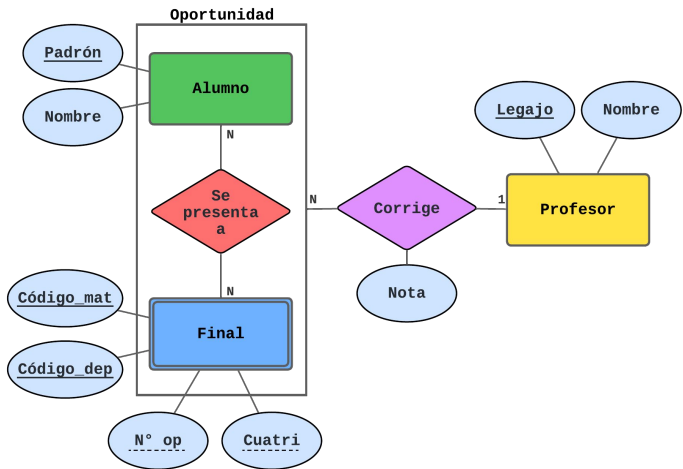 Oportunidad
Padrón
Alumno
Nombre
N
Legajo
Nombre
Se
presenta
a
N
Corrige
1
Profesor
N
Nota
Código_mat
Final
Código_dep
N° op
Cuatri